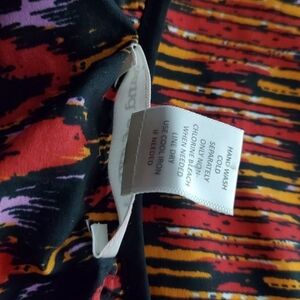 HAND WASH
COLD
SEPARATELY
ONLY NON-
CHLORINE BLEACH
WHEN NEEDED
LINE DRY
USE COOL IRON
IF NEEDED